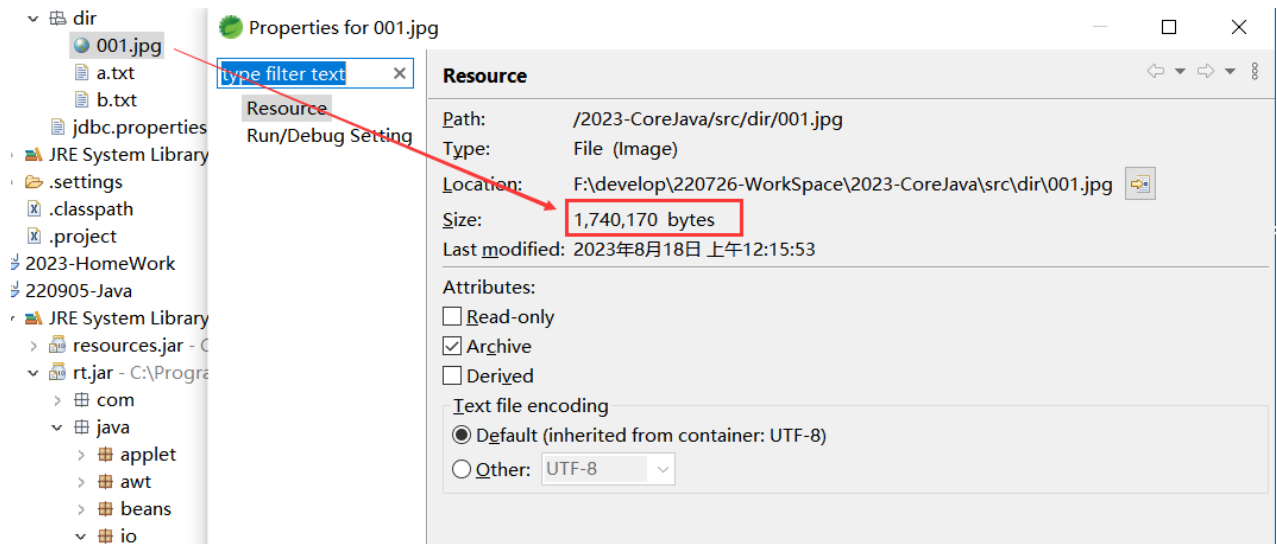 dir
001.jpg
a.txt
b.txt
jdbc.properties
JRE System Library
.settings
.classpath
.project
2023-HomeWork
220905-Java
JRE System Library
resources.jar - C
rt.jar - C:\Progra
com
java
applet
awt
beans
io
Properties for 001.jpg
type filter text
Resource
Run/Debug Setting
Resource
Path: /2023-CoreJava/src/dir/001.jpg
Type: File (Image)
Location: F:\develop\220726-WorkSpace\2023-CoreJava\src\dir\001.jpg
Size: 1,740,170 bytes
Last modified: 2023年8月18日 上午12:15:53
Attributes:
Read-only
Archive
Derived
Text file encoding
Default (inherited from container: UTF-8)
Other: UTF-8